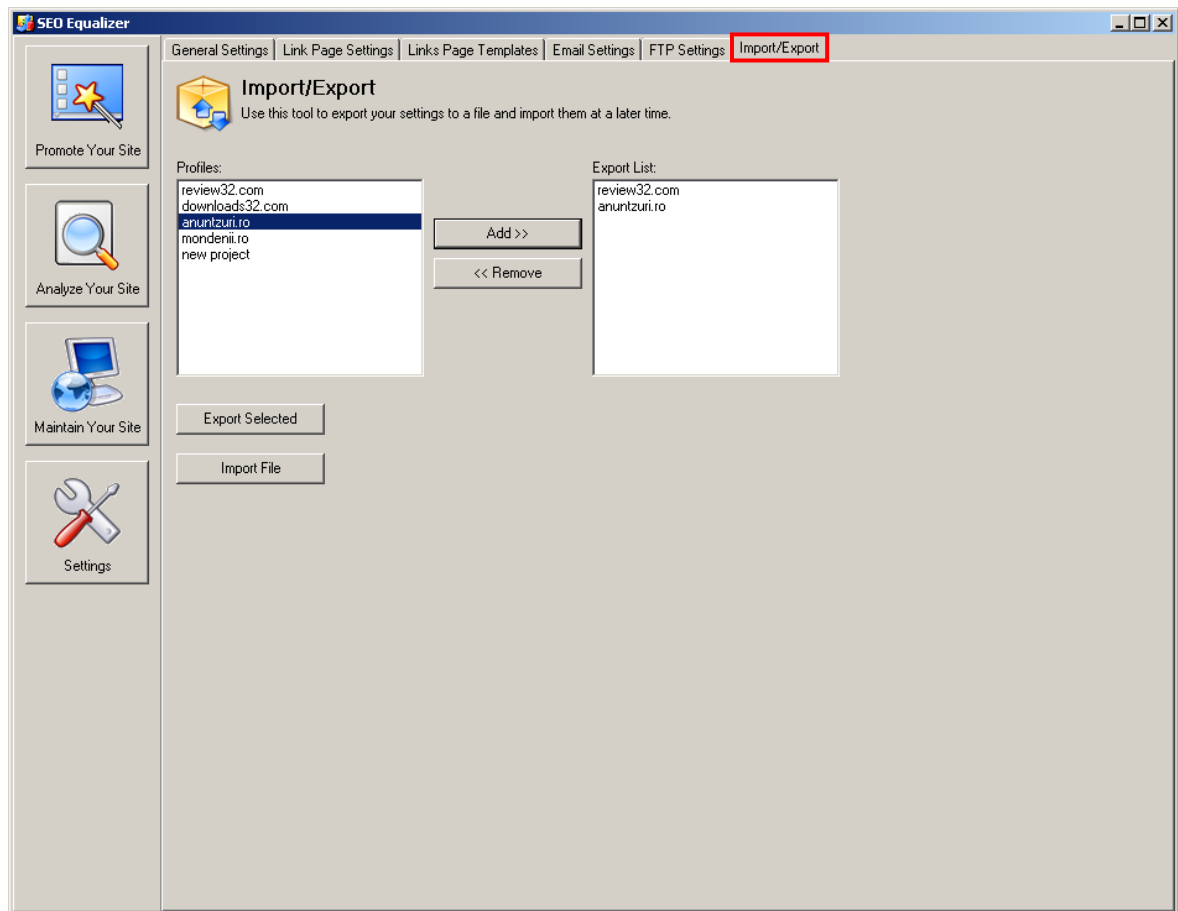 SEO Equalizer
General Settings Link Page Settings Links Page Templates Email Settings FTP Settings Import/Export
Import/Export
Use this tool to export your settings to a file and import them at a later time.
Promote Your Site
Analyze Your Site
Maintain Your Site
Settings
Profiles:
review32.com
downloads32.com
anuntzuri.ro
mondenii.ro
new project
Add >>
<< Remove
Export List:
review32.com
anuntzuri.ro
Export Selected
Import File